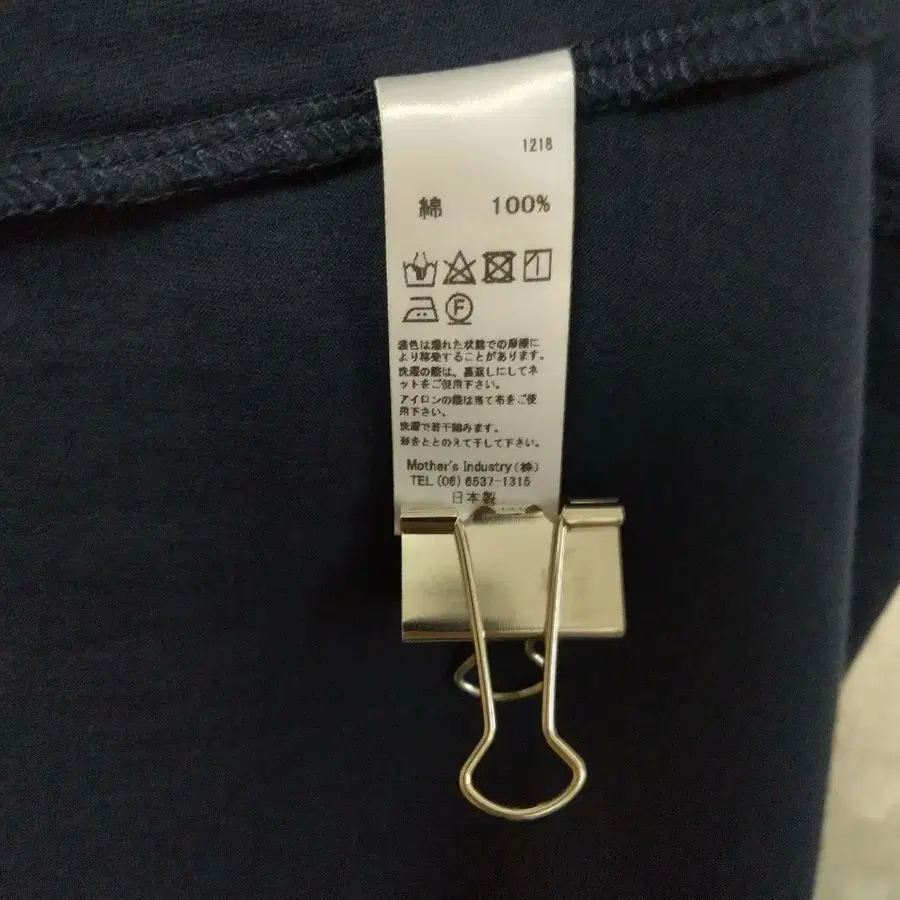 1218
綿 100%
F
濃色は濡れた状態での摩擦に
より移染することがあります。
洗濯の際は、裏返しにしてネ
ットをご使用下さい。
アイロンの際は当て布をご使
用下さい。
洗濯で若干縮みます。
形をととのえて干して下さい。
Mother's Industry(株)
TEL (06) 6537-1315
日本製